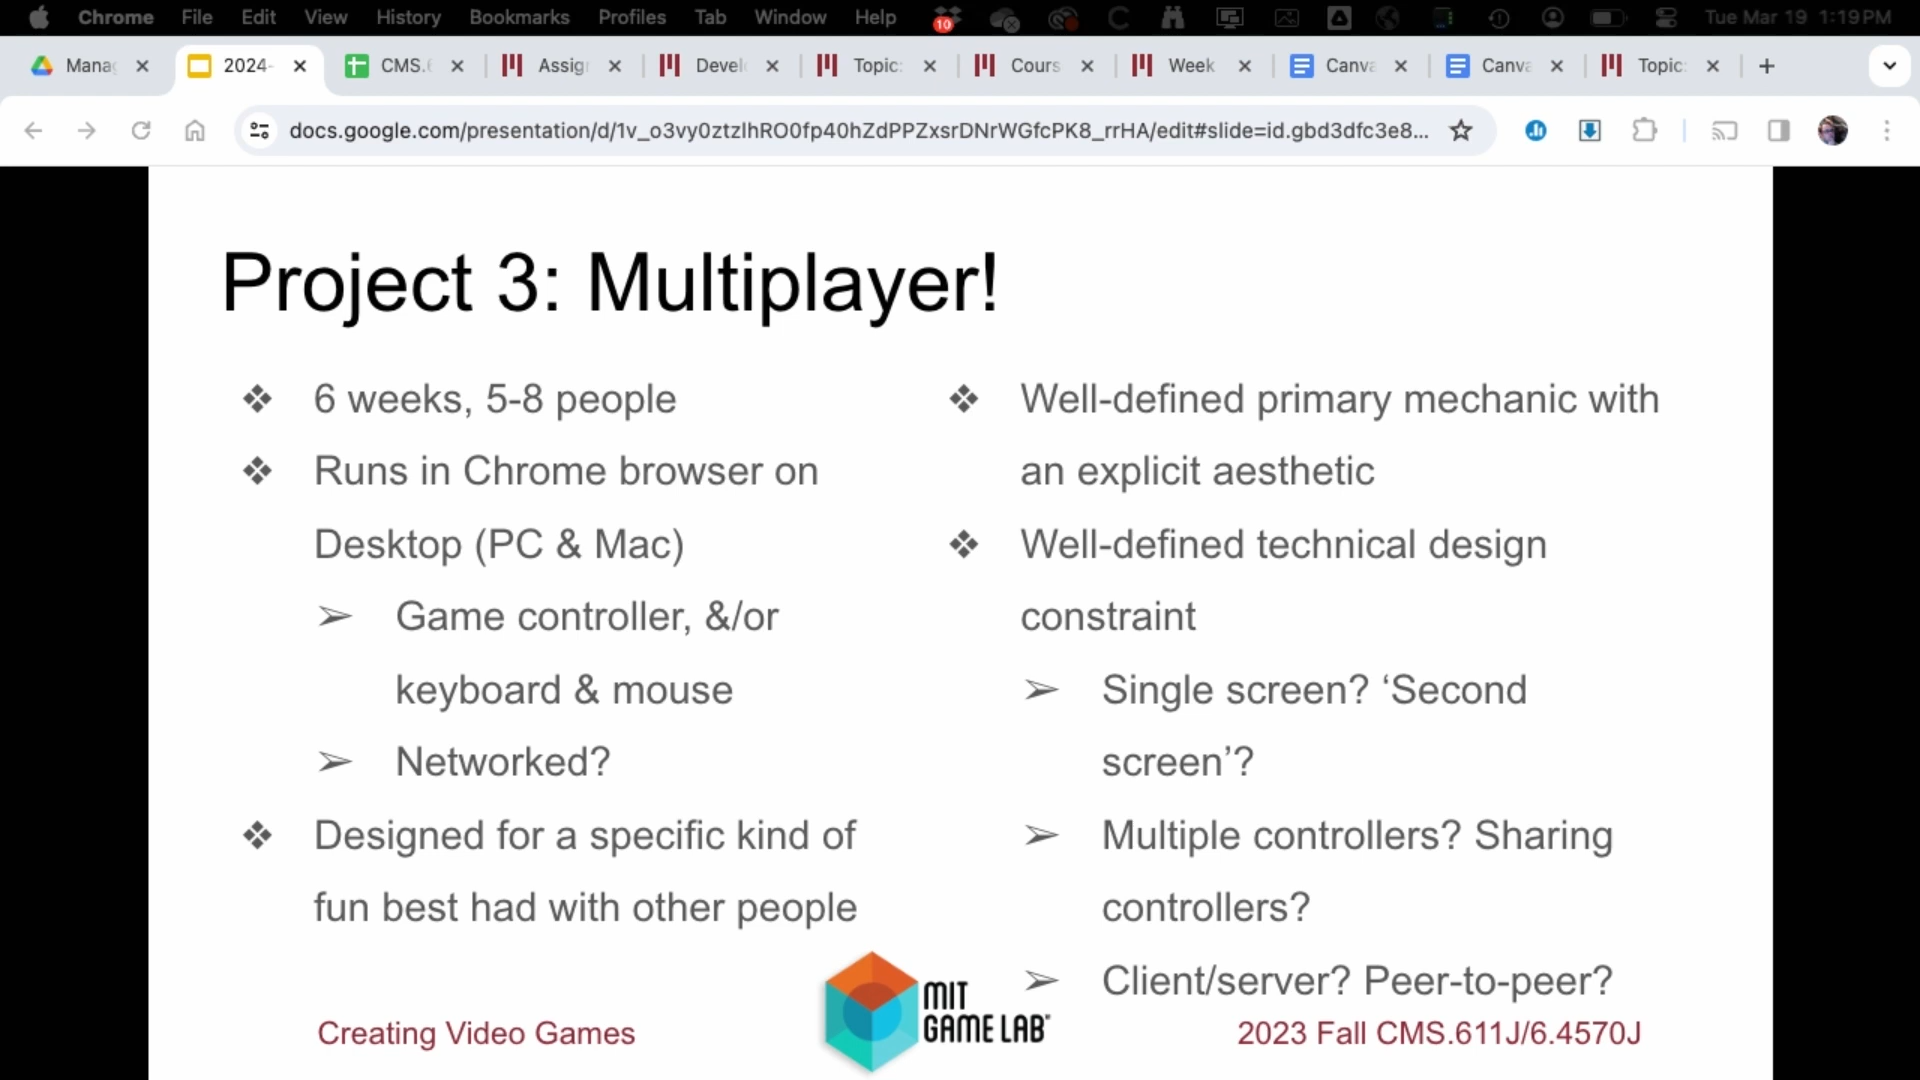 Chrome File Edit View History Bookmarks Profiles Tab Window Help 10 Tue Mar 19 1:19 PM
Mana 2024- CMS. Assig Devel Topic: Cours Week Canva Canva Topic:
docs.google.com/presentation/d/1v_o3vy0ztzlhRO0fp40hZdPPZxsrDNrWGfcPK8_rrHA/edit#slide=id.gbd3dfc3e8...
Project 3: Multiplayer!
❖ 6 weeks, 5-8 people
❖ Runs in Chrome browser on
Desktop (PC & Mac)
➢ Game controller, &/or
keyboard & mouse
➢ Networked?
❖ Designed for a specific kind of
fun best had with other people
❖ Well-defined primary mechanic with
an explicit aesthetic
❖ Well-defined technical design
constraint
➢ Single screen? ‘Second
screen’?
➢ Multiple controllers? Sharing
controllers?
➢ Client/server? Peer-to-peer?
Creating Video Games
MIT
GAME LAB
2023 Fall CMS.611J/6.4570J